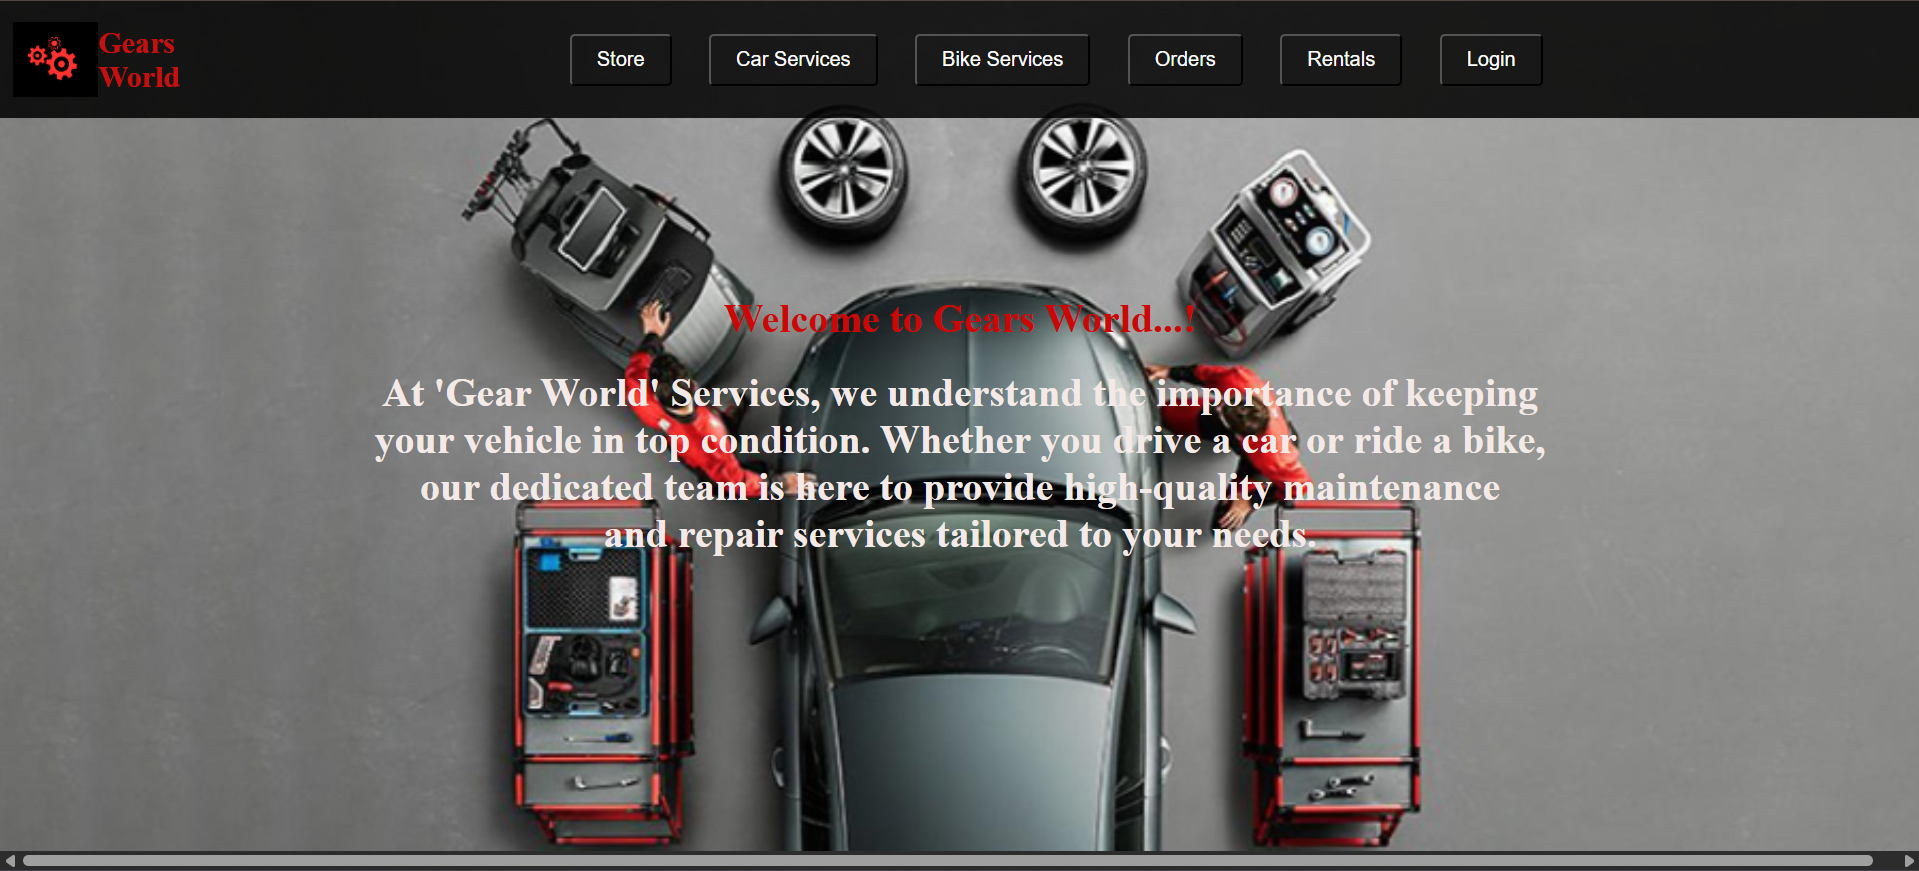 Gears
World
Store
Car Services
Bike Services
Orders
Rentals
Login
Welcome to Gears World...!
At 'Gear World' Services, we understand the importance of keeping
your vehicle in top condition. Whether you drive a car or ride a bike,
our dedicated team is here to provide high-quality maintenance
and repair services tailored to your needs.